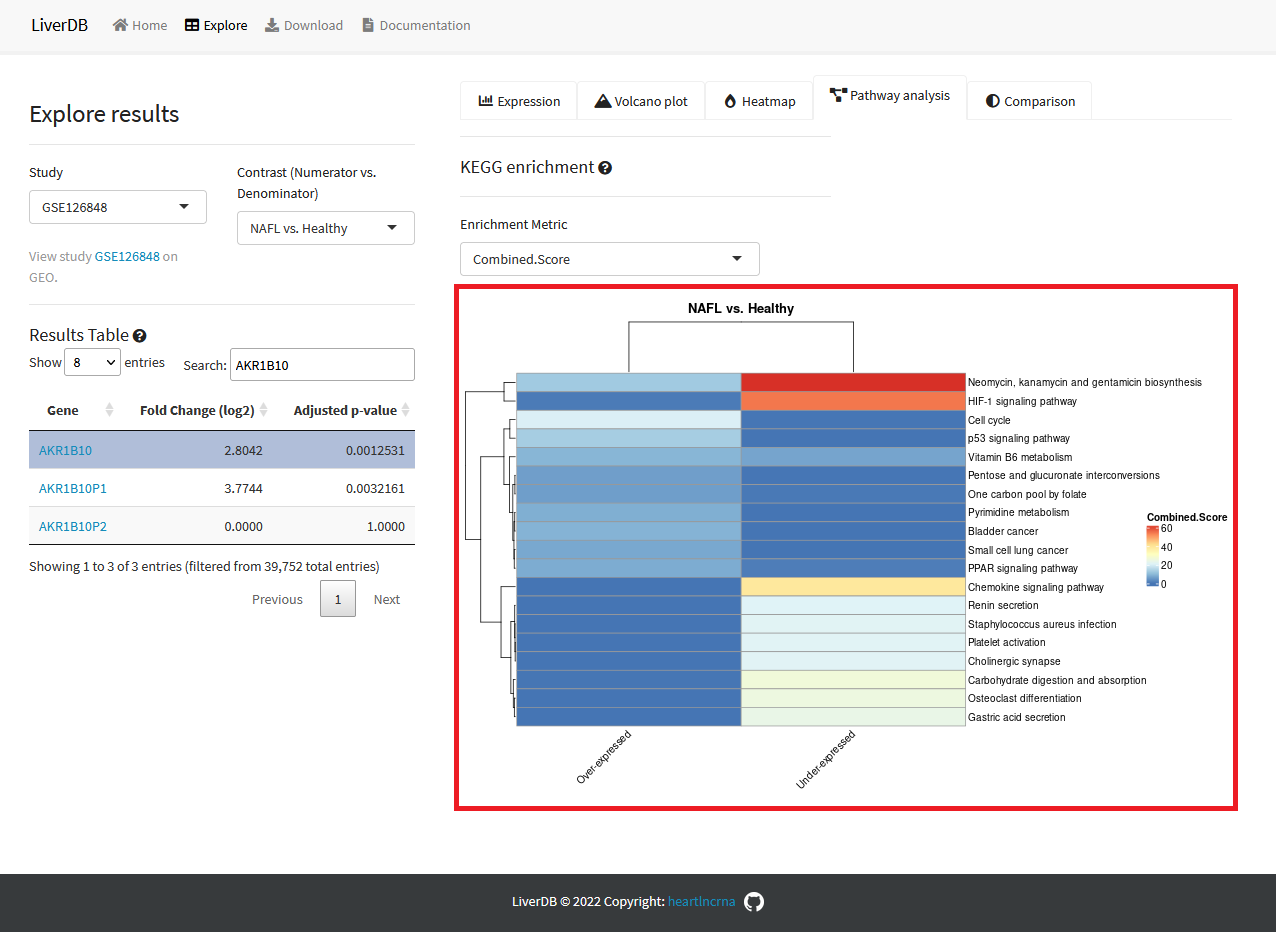 LiverDB Home Explore Download Documentation
Explore results
Study
GSE126848
View study GSE126848 on
GEO.
Contrast (Numerator vs.
Denominator)
NAFL vs. Healthy
Results Table
Show 8 entries Search: AKR1B10
Gene Fold Change (log2) Adjusted p-value
AKR1B10 2.8042 0.0012531
AKR1B10P1 3.7744 0.0032161
AKR1B10P2 0.0000 1.0000
Showing 1 to 3 of 3 entries (filtered from 39,752 total entries)
Previous 1 Next
Expression Volcano plot Heatmap Pathway analysis Comparison
KEGG enrichment
Enrichment Metric
Combined.Score
NAFL vs. Healthy
Neomycin, kanamycin and gentamicin biosynthesis
HIF-1 signaling pathway
Cell cycle
p53 signaling pathway
Vitamin B6 metabolism
Pentose and glucuronate interconversions
One carbon pool by folate
Pyrimidine metabolism
Bladder cancer
Small cell lung cancer
PPAR signaling pathway
Chemokine signaling pathway
Renin secretion
Staphylococcus aureus infection
Platelet activation
Cholinergic synapse
Carbohydrate digestion and absorption
Osteoclast differentiation
Gastric acid secretion
Combined.Score
60
40
20
0
Over-expressed
Under-expressed
LiverDB © 2022 Copyright: heartlncrna